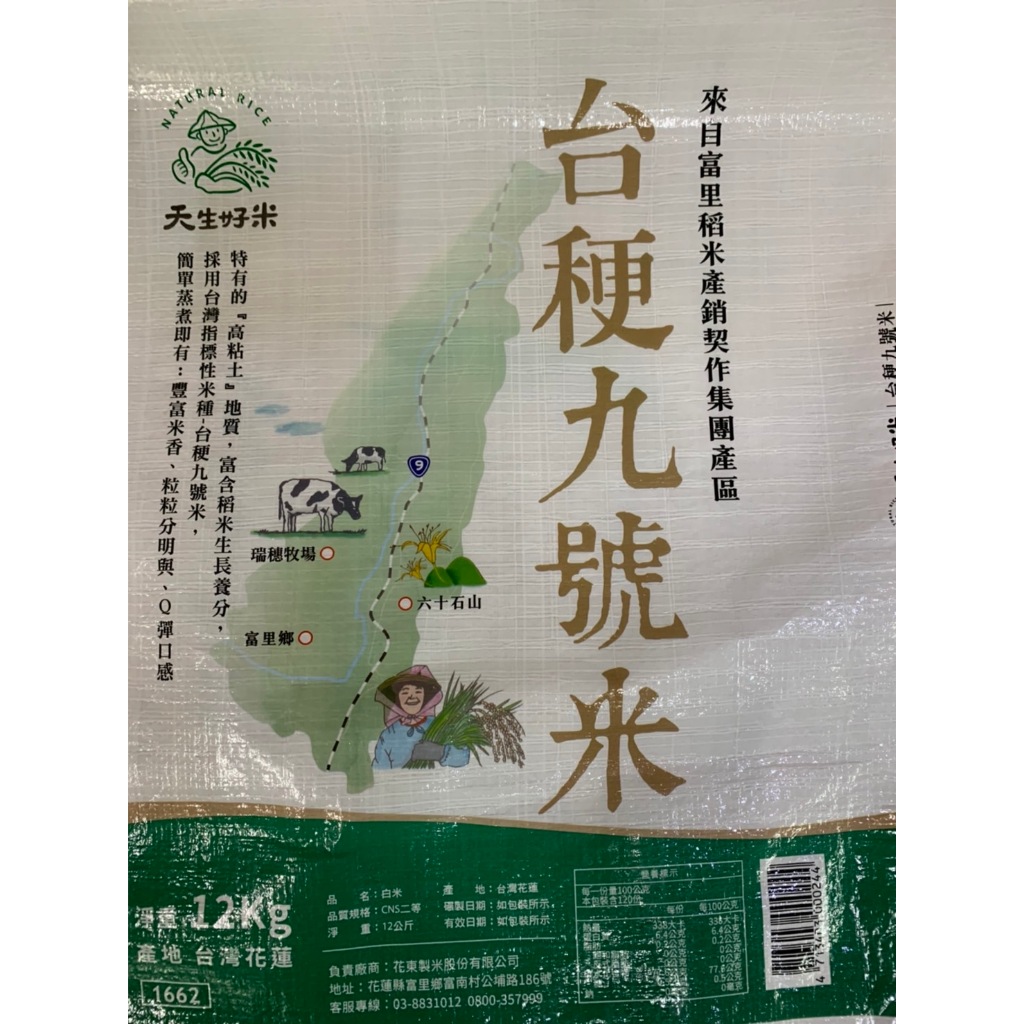 NATURAL RICE
天生好米
來自富里稻米產銷契作集團產區
台稉九號米
特有的『高粘土』地質，富含稻米生長養分，
採用台灣指標性米種-台稉九號米，
簡單蒸煮即有：豐富米香、粒粒分明與、Q彈口感
9
瑞穗牧場
六十石山
富里鄉
台稉九號米
淨重 12Kg
產地 台灣花蓮
1662
品名：白米
品質規格：CNS二等
淨重：12公斤
產地：台灣花蓮
碾製日期：如包裝所示
有效日期：如包裝所示
負責廠商：花東製米股份有限公司
地址：花蓮縣富里鄉富南村公埔路186號
客服專線：03-8831012 0800-357999
營養標示
每一份量100公克
本包裝含120份
每份 每100公克